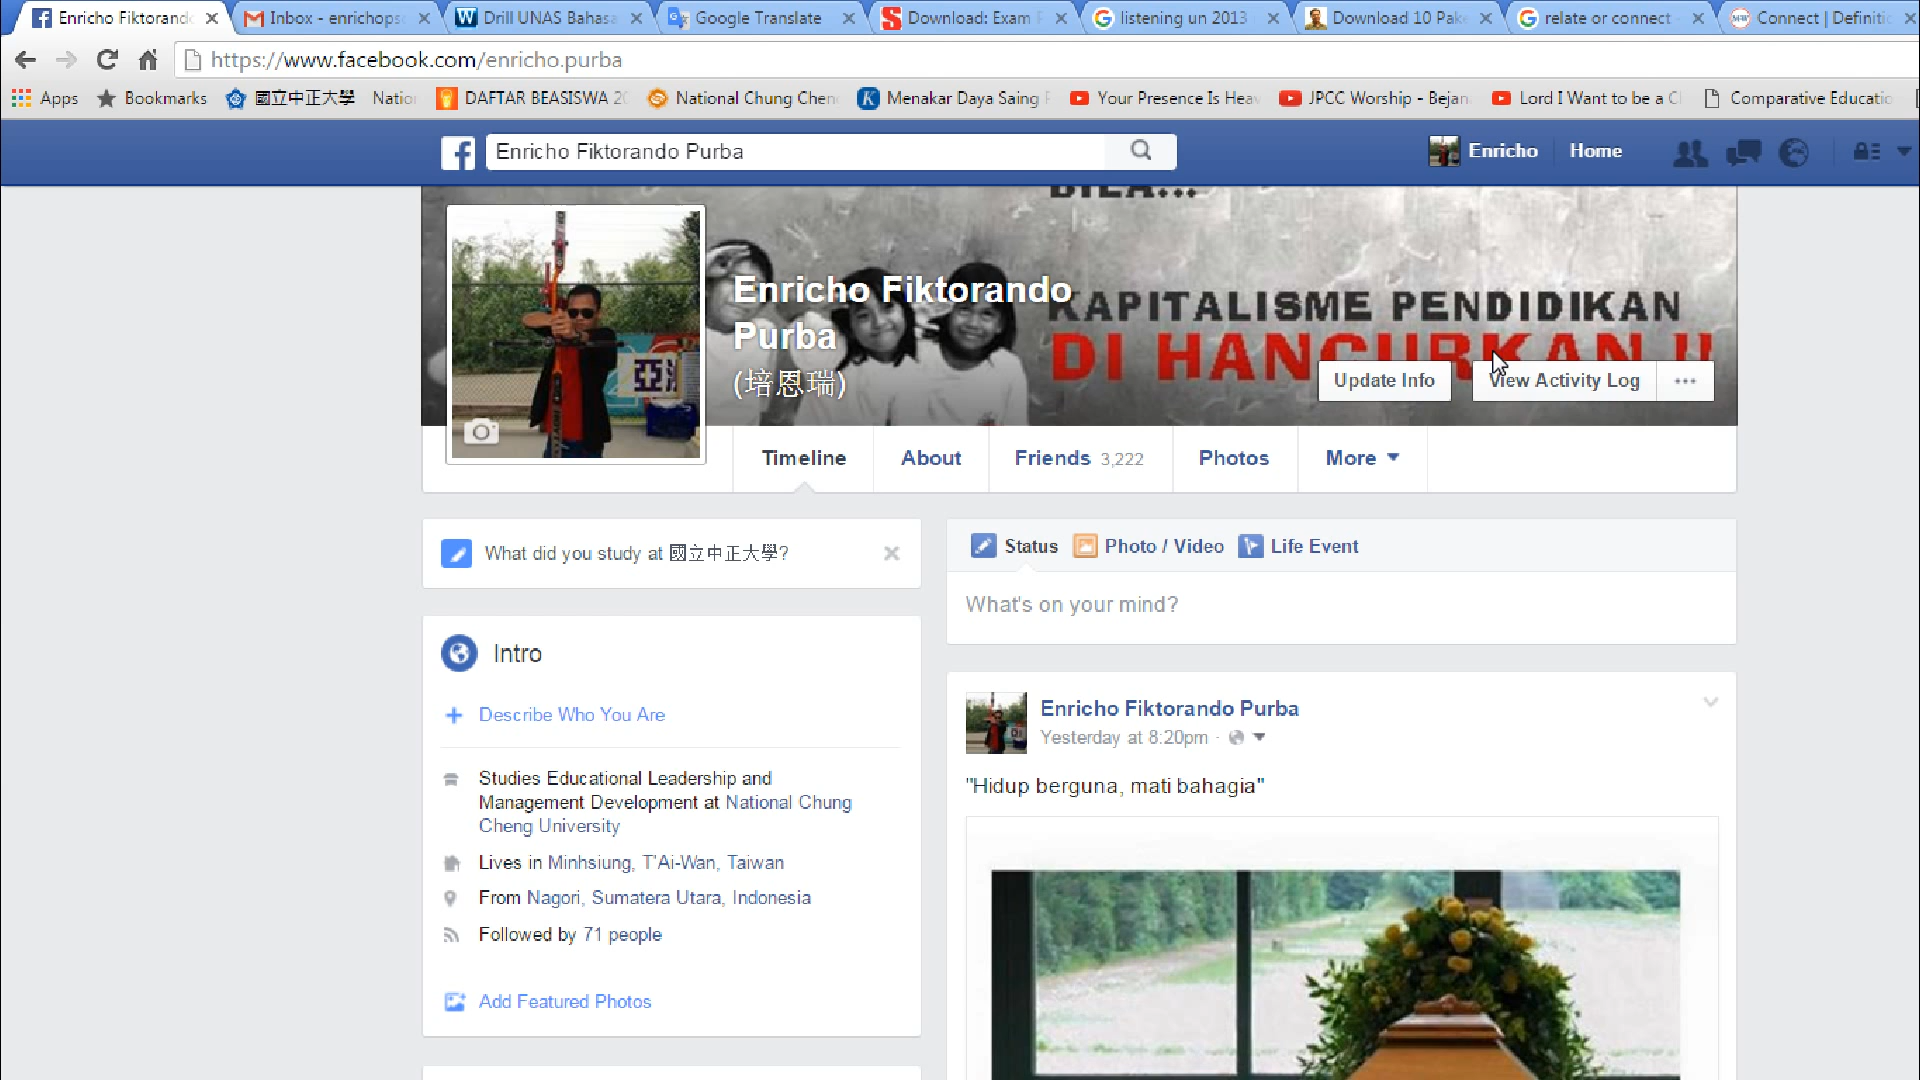 Enricho Fiktorand
Inbox - enrichops
Drill UNAS Bahasa
Google Translate
Download: Exam
listening un 2013
Download 10 Pak
relate or connect
Connect | Definiti
https://www.facebook.com/enricho.purba
Apps
Bookmarks
國立中正大學 Natio
DAFTAR BEASISWA 20
National Chung Chen
Menakar Daya Saing
Your Presence Is Hea
JPCC Worship - Bejan
Lord I Want to be a C
Comparative Educatio
Enricho Fiktorando Purba
Enricho
Home
BILA...
KAPITALISME PENDIDIKAN
DI HANCURKAN !!
Enricho Fiktorando
Purba
(培恩瑞)
Update Info
View Activity Log
Timeline
About
Friends 3,222
Photos
More
What did you study at 國立中正大學?
Intro
Describe Who You Are
Studies Educational Leadership and
Management Development at National Chung
Cheng University
Lives in Minhsiung, T'Ai-Wan, Taiwan
From Nagori, Sumatera Utara, Indonesia
Followed by 71 people
Add Featured Photos
Status
Photo / Video
Life Event
What's on your mind?
Enricho Fiktorando Purba
Yesterday at 8:20pm ·
"Hidup berguna, mati bahagia"